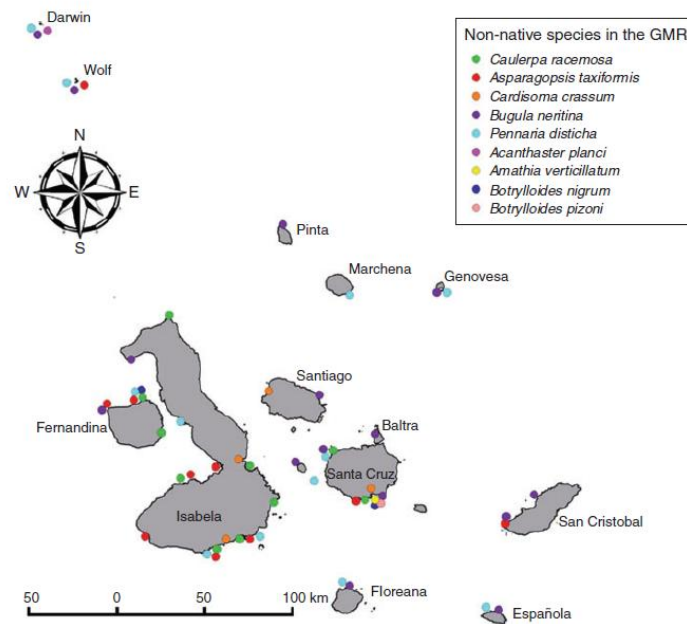 Darwin
Wolf
Non-native species in the GMR
Caulerpa racemosa
Asparagopsis taxiformis
Cardisoma crassum
Bugula neritina
Pennaria disticha
Acanthaster planci
Amathia verticillatum
Botrylloides nigrum
Botrylloides pizoni
N
W
E
S
Pinta
Marchena
Genovesa
Santiago
Baltra
Fernandina
Santa Cruz
Isabela
San Cristobal
Floreana
Española
50 0 50 100 km